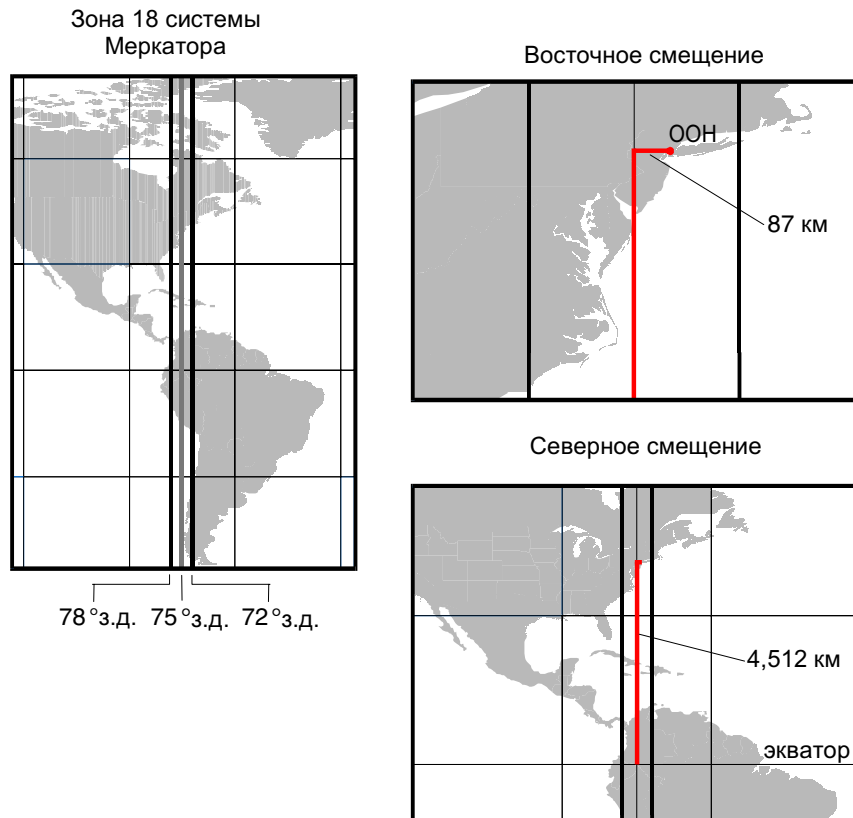 Зона 18 системы
Меркатора
78°з.д. 75°з.д. 72°з.д.
Восточное смещение
ООН
87 км
Северное смещение
4,512 км
экватор